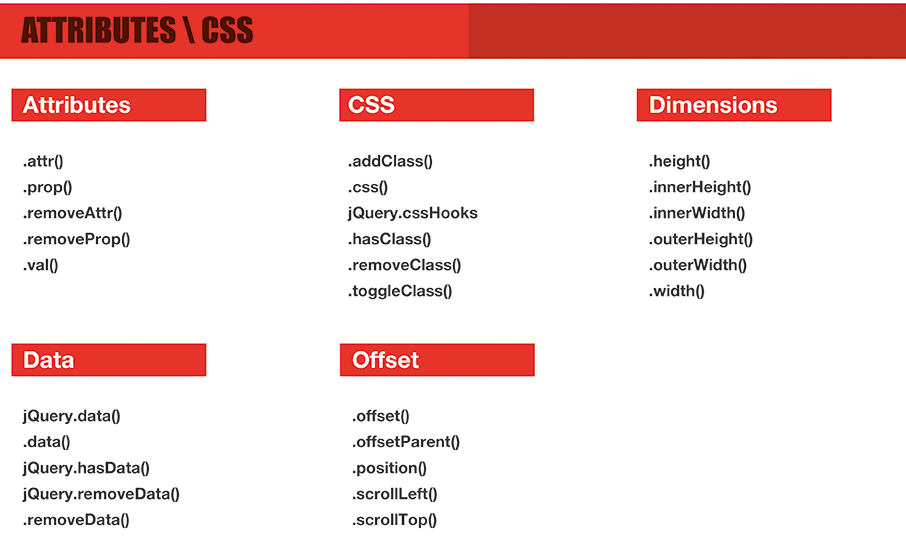 ATTRIBUTES \ CSS
Attributes
.attr()
.prop()
.removeAttr()
.removeProp()
.val()
CSS
.addClass()
.css()
jQuery.cssHooks
.hasClass()
.removeClass()
.toggleClass()
Dimensions
.height()
.innerHeight()
.innerWidth()
.outerHeight()
.outerWidth()
.width()
Data
jQuery.data()
.data()
jQuery.hasData()
jQuery.removeData()
.removeData()
Offset
.offset()
.offsetParent()
.position()
.scrollLeft()
.scrollTop()